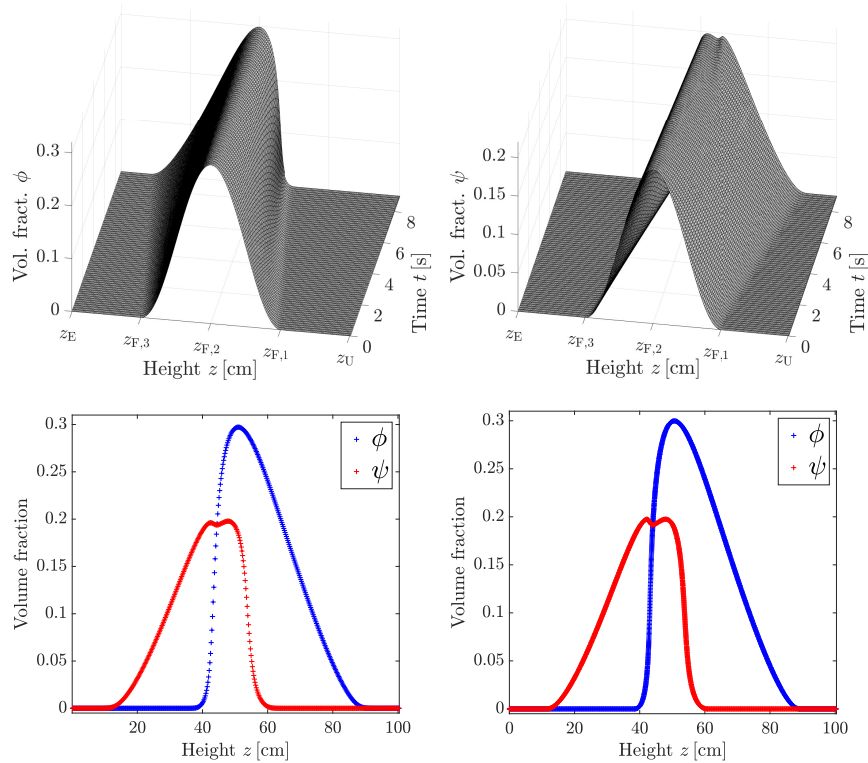 0.3
0.2
0.1
0
Vol. fract. ϕ
z_E
z_F,3
z_F,2
z_F,1
z_U
Height z [cm]
0
2
4
6
8
Time t [s]
0.2
0.15
0.1
0.05
0
Vol. fract. ψ
z_E
z_F,3
z_F,2
z_F,1
z_U
Height z [cm]
0
2
4
6
8
Time t [s]
0.3
0.25
0.2
0.15
0.1
0.05
0
Volume fraction
ϕ
ψ
20
40
60
80
100
Height z [cm]
0.3
0.25
0.2
0.15
0.1
0.05
0
Volume fraction
ϕ
ψ
0
20
40
60
80
100
Height z [cm]